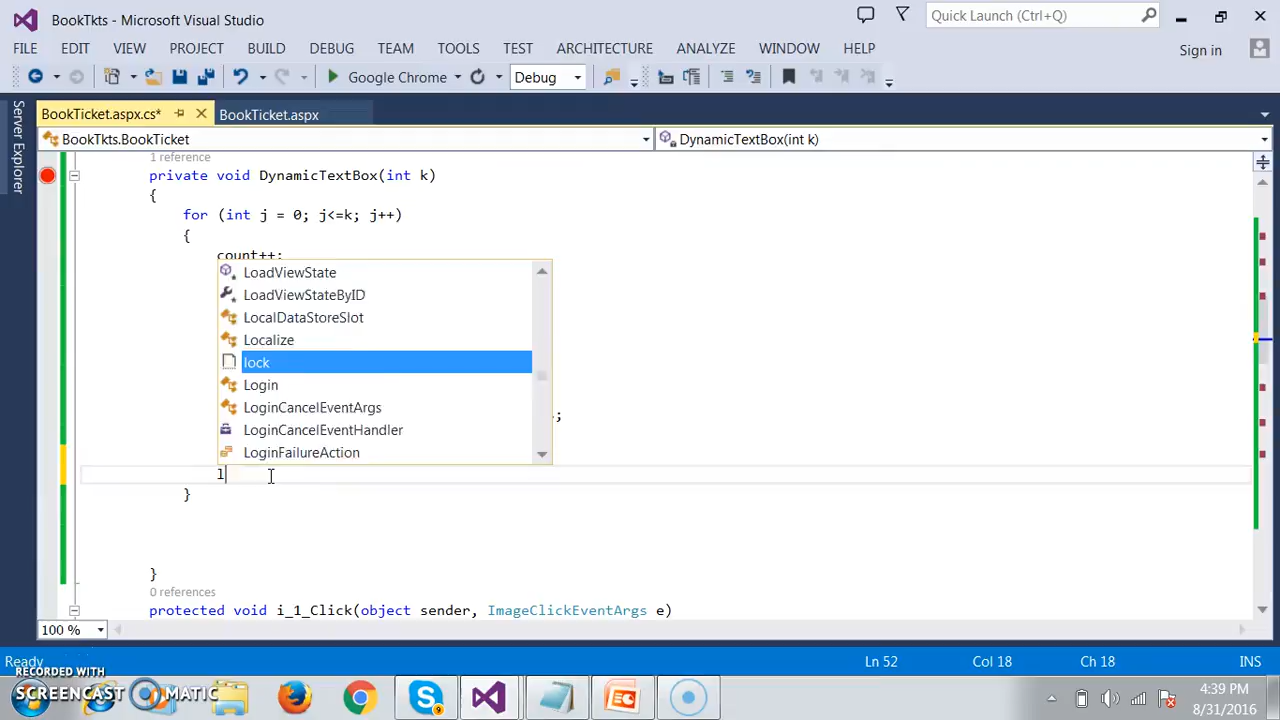 BookTkts - Microsoft Visual Studio
Quick Launch (Ctrl+Q)
FILE EDIT VIEW PROJECT BUILD DEBUG TEAM TOOLS TEST ARCHITECTURE ANALYZE WINDOW HELP
Sign in
Google Chrome Debug
Server Explorer
BookTicket.aspx.cs* BookTicket.aspx
BookTkts.BookTicket DynamicTextBox(int k)
1 reference
private void DynamicTextBox(int k)
{
for (int j = 0; j<=k; j++)
{
count++;
LoadViewState
LoadViewStateByID
LocalDataStoreSlot
Localize
lock
Login
LoginCancelEventArgs
;
LoginCancelEventHandler
LoginFailureAction
l
}
}
0 references
protected void i_1_Click(object sender, ImageClickEventArgs e)
100 %
Ready Ln 52 Col 18 Ch 18 INS
RECORDED WITH
SCREENCAST MATIC
9
4:39 PM
8/31/2016